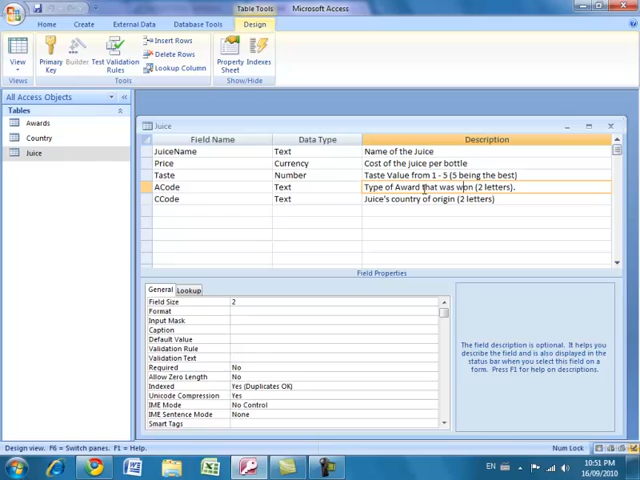 Table Tools
Microsoft Access
Home
Create
External Data
Database Tools
Design
View
Primary Key
Builder
Test Validation Rules
Insert Rows
Delete Rows
Lookup Column
Property Sheet
Indexes
Views
Tools
Show/Hide
All Access Objects
Tables
Awards
Country
Juice
Juice
Field Name Data Type Description
JuiceName Text Name of the Juice
Price Currency Cost of the juice per bottle
Taste Number Taste Value from 1 - 5 (5 being the best)
ACode Text Type of Award that was won (2 letters).
CCode Text Juice's country of origin (2 letters)
Field Properties
General Lookup
Field Size 2
Format
Input Mask
Caption
Default Value
Validation Rule
Validation Text
Required No
Allow Zero Length No
Indexed Yes (Duplicates OK)
Unicode Compression Yes
IME Mode No Control
IME Sentence Mode None
Smart Tags
The field description is optional. It helps you
describe the field and is also displayed in the
status bar when you select this field on a
form. Press F1 for help on descriptions.
Design view. F6 = Switch panes. F1 = Help.
Num Lock
EN
10:51 PM
16/09/2010